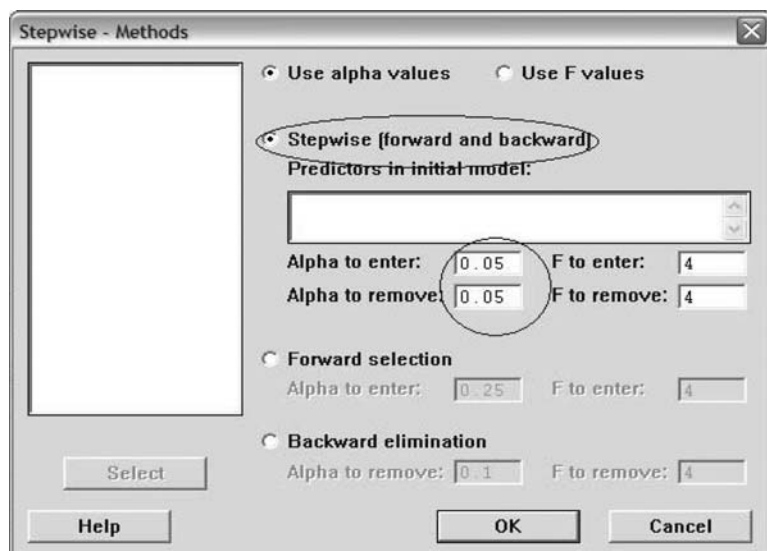 Stepwise - Methods
Use alpha values Use F values
Stepwise (forward and backward)
Predictors in initial model:
Alpha to enter: 0.05 F to enter: 4
Alpha to remove: 0.05 F to remove: 4
Forward selection
Alpha to enter: 0.25 F to enter: 4
Backward elimination
Alpha to remove: 0.1 F to remove: 4
Select
Help OK Cancel